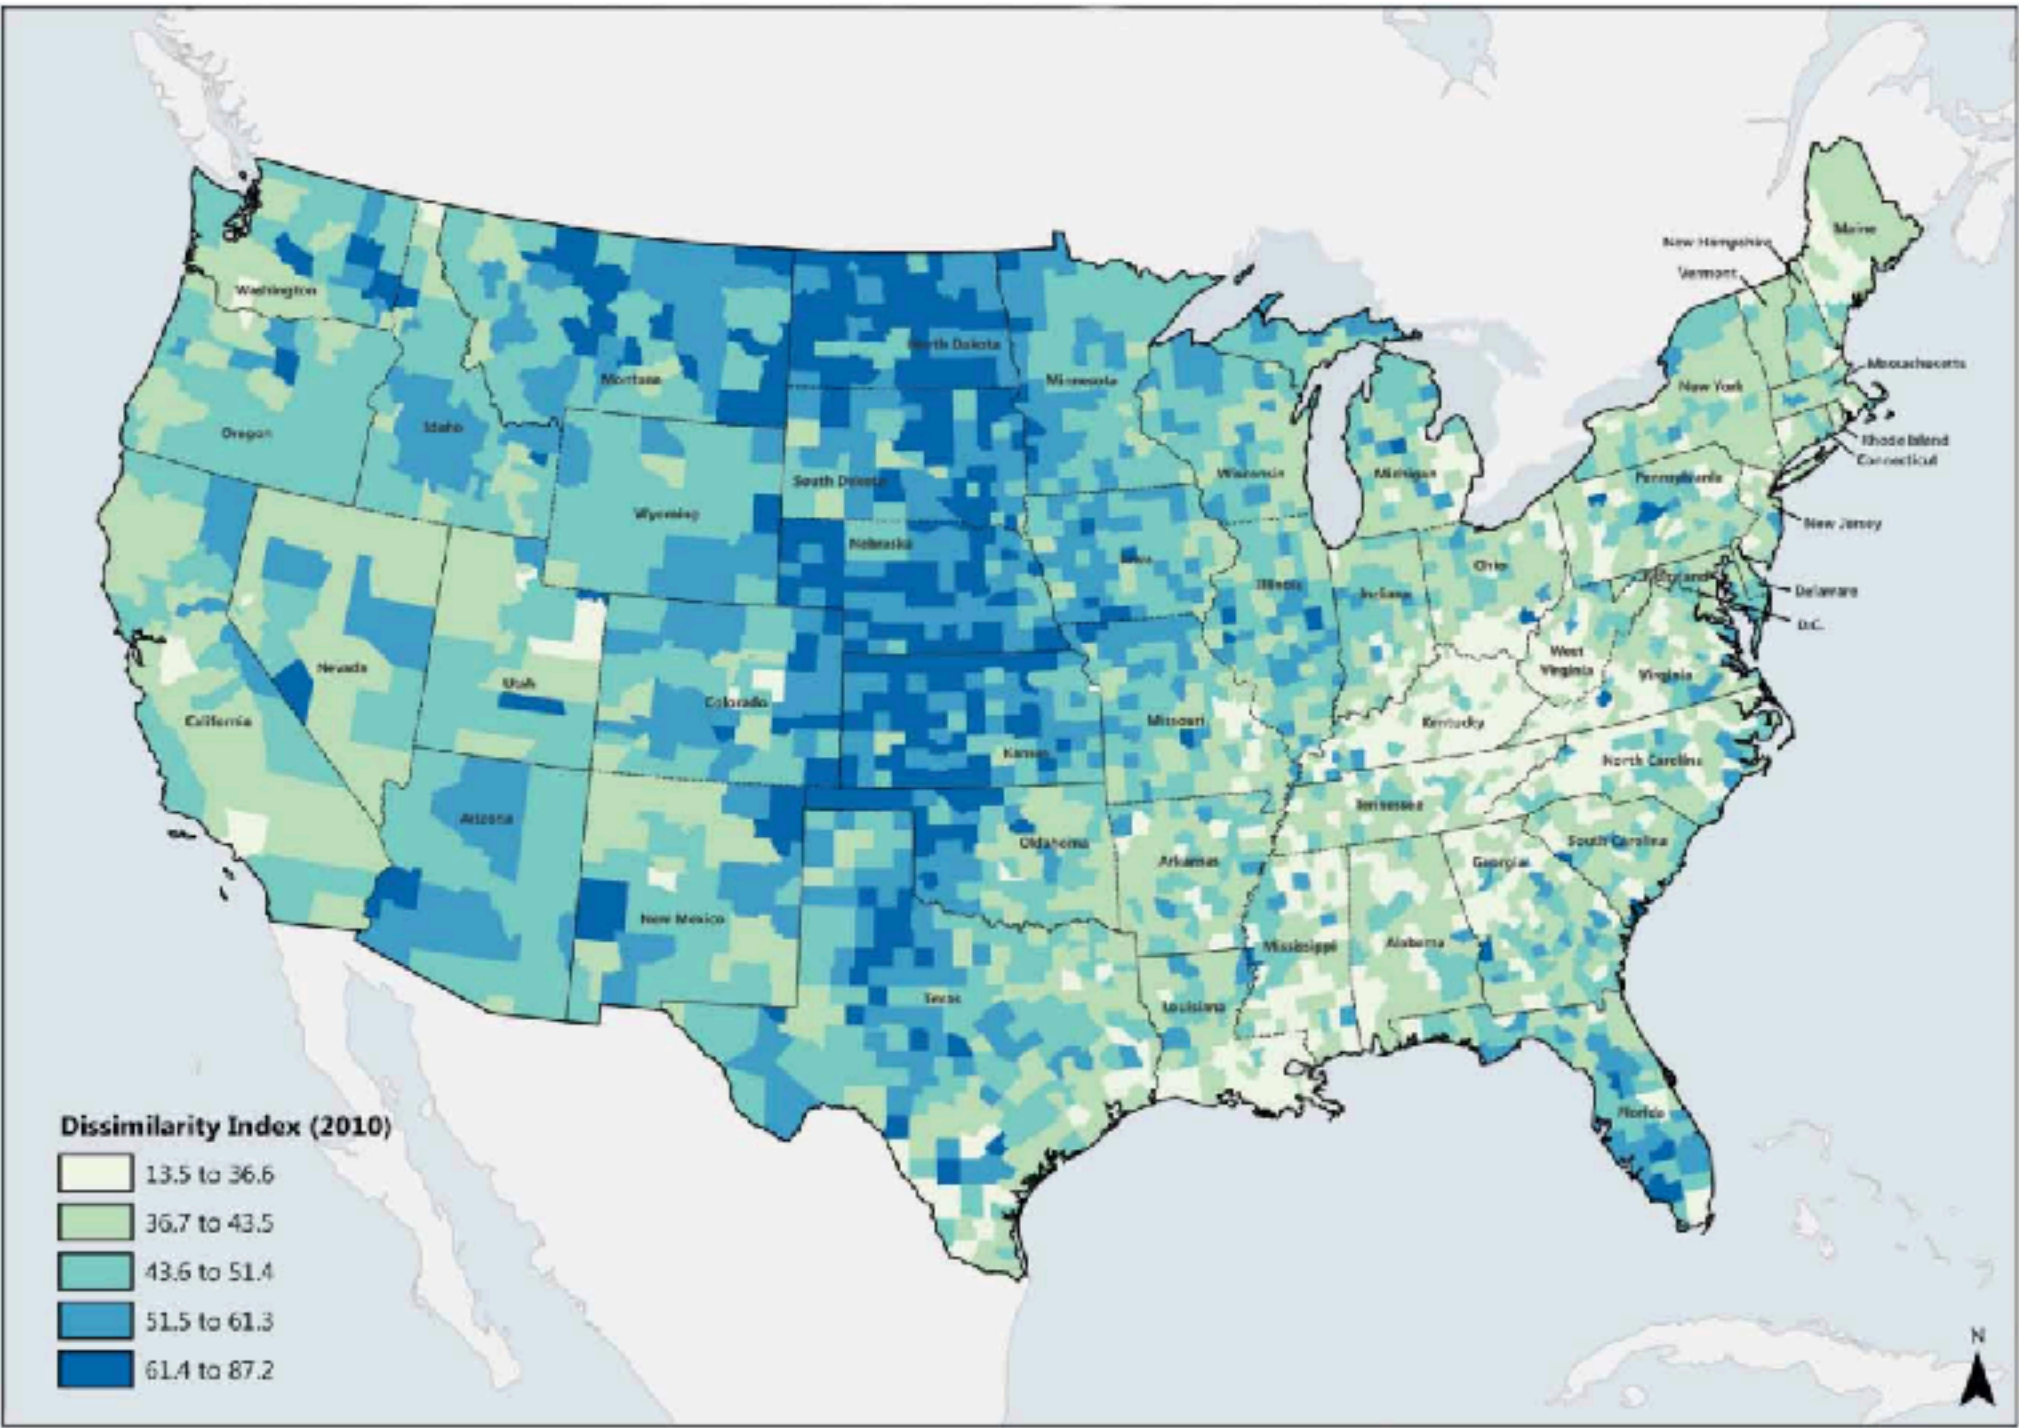 Maine
New Hampshire
Vermont
Washington
North Dakota
Massachusetts
Montana
Minnesota
New York
Oregon
Idaho
Rhode Island
Connecticut
South Dakota
Wisconsin
Michigan
Pennsylvania
Wyoming
New Jersey
Nebraska
Iowa
Ohio
Illinois
Indiana
Maryland
Delaware
D.C.
Nevada
Utah
West
Virginia
Virginia
Colorado
California
Missouri
Kentucky
Kansas
North Carolina
Arizona
Tennessee
Oklahoma
South Carolina
Arkansas
Georgia
New Mexico
Mississippi
Alabama
Texas
Louisiana
Florida
Dissimilarity Index (2010)
13.5 to 36.6
36.7 to 43.5
43.6 to 51.4
51.5 to 61.3
61.4 to 87.2
N